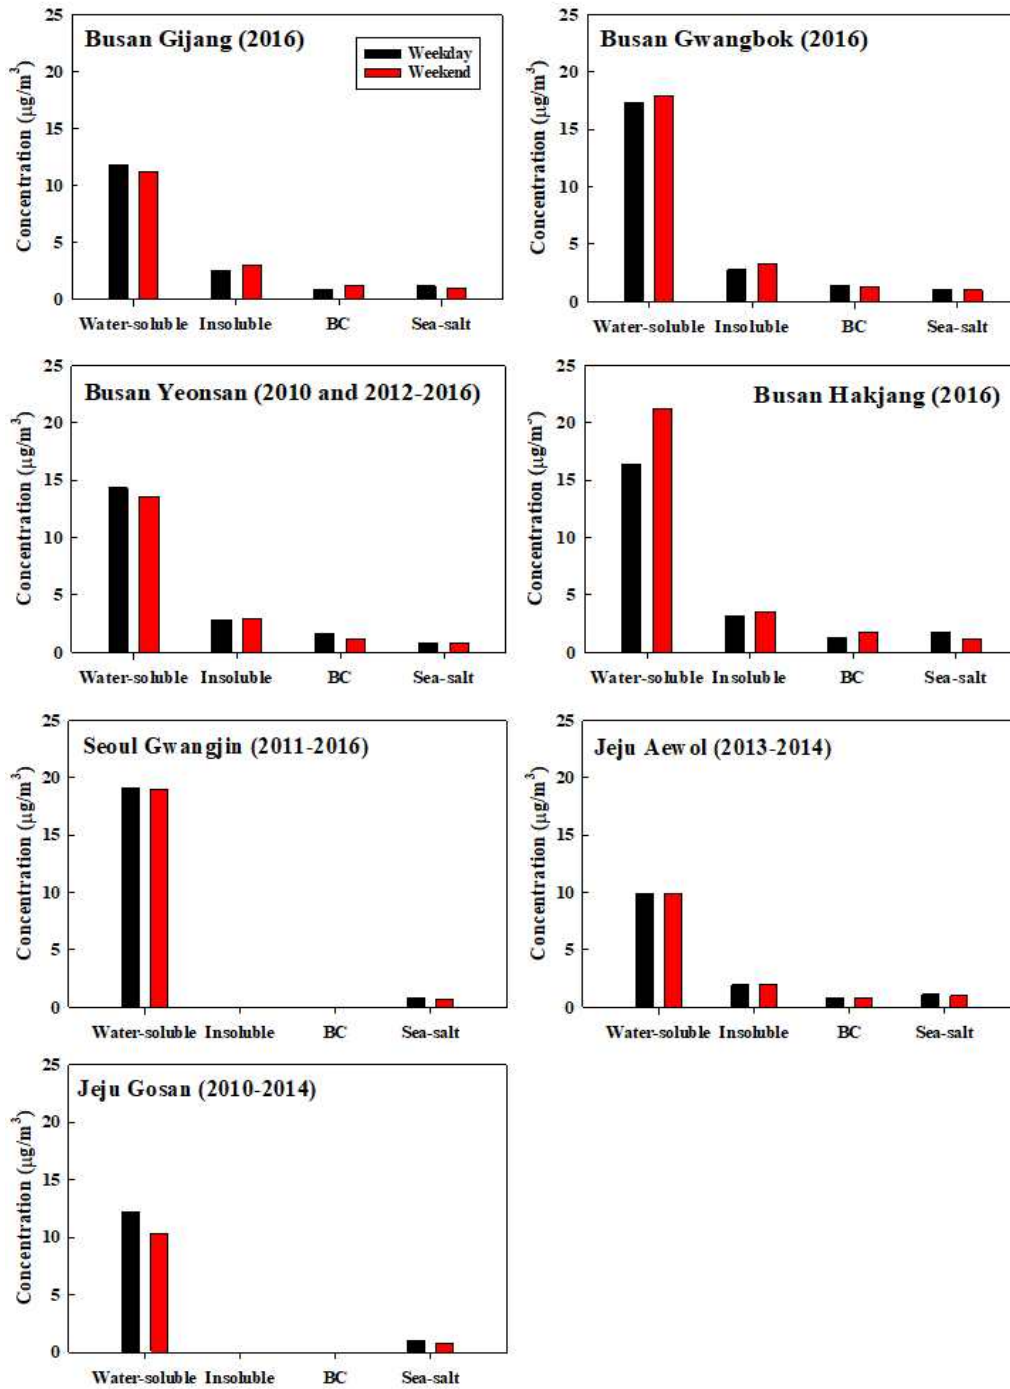 Busan Gijang (2016)
Weekday
Weekend
Concentration (μg/m³)
25
20
15
10
5
0
Water-soluble Insoluble BC Sea-salt
Busan Gwangbok (2016)
Concentration (μg/m³)
25
20
15
10
5
0
Water-soluble Insoluble BC Sea-salt
Busan Yeonsan (2010 and 2012-2016)
Concentration (μg/m³)
25
20
15
10
5
0
Water-soluble Insoluble BC Sea-salt
Busan Hakjang (2016)
Concentration (μg/m³)
25
20
15
10
5
0
Water-soluble Insoluble BC Sea-salt
Seoul Gwangjin (2011-2016)
Concentration (μg/m³)
25
20
15
10
5
0
Water-soluble Insoluble BC Sea-salt
Jeju Aewol (2013-2014)
Concentration (μg/m³)
25
20
15
10
5
0
Water-soluble Insoluble BC Sea-salt
Jeju Gosan (2010-2014)
Concentration (μg/m³)
25
20
15
10
5
0
Water-soluble Insoluble BC Sea-salt